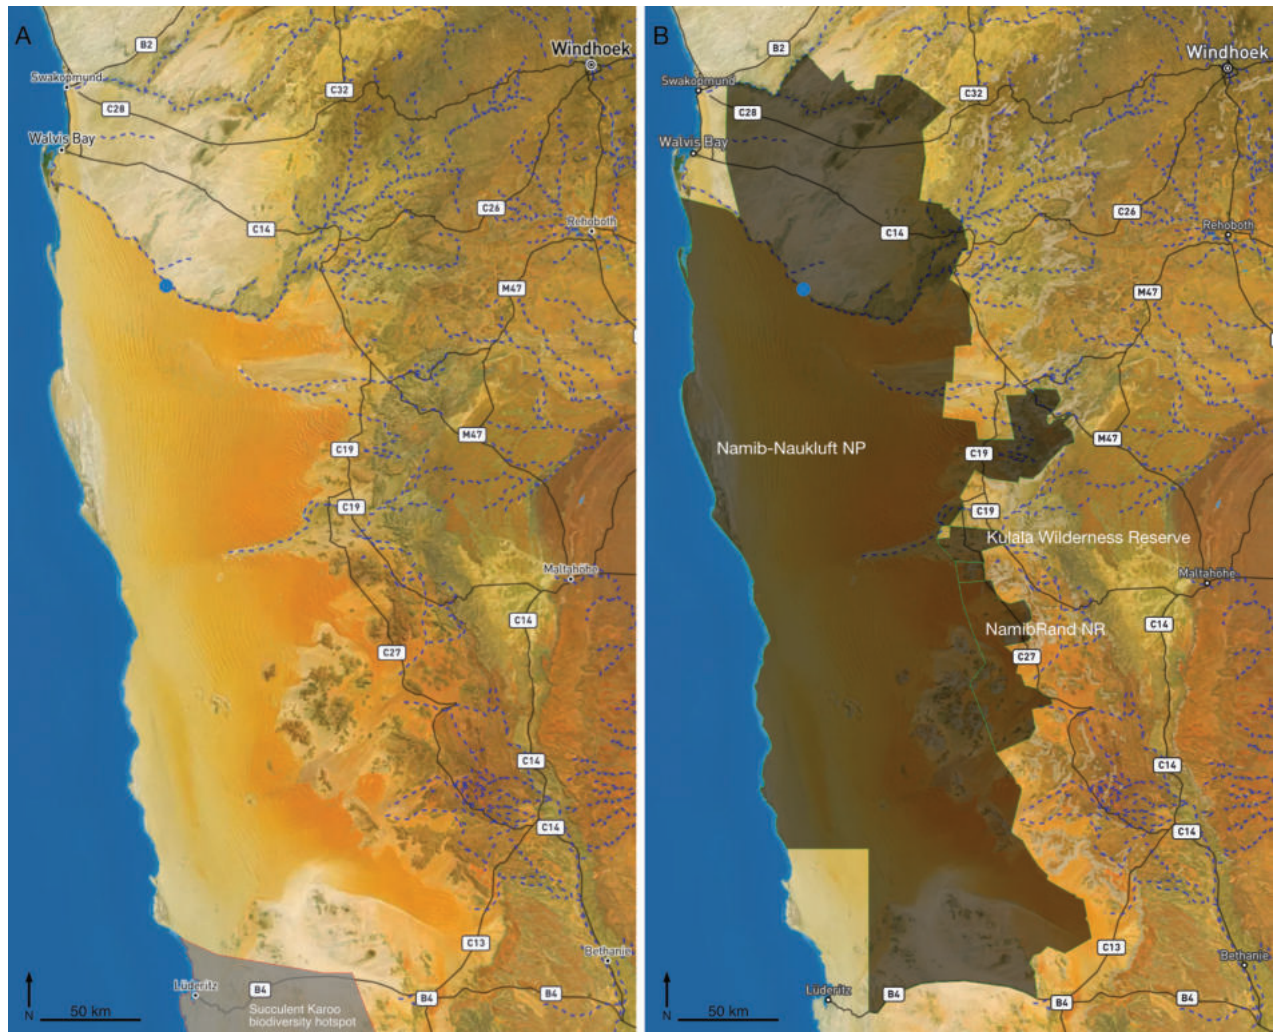 A
B2
Windhoek
Swakopmund
C32
C28
Walvis Bay
C26
Rehoboth
C14
M47
M47
C19
C19
Maltahohe
C14
C27
C14
C14
C13
Bethanie
Lüderitz
B4
B4
B4
Succulent Karoo
biodiversity hotspot
N
50 km
B
B2
Windhoek
Swakopmund
C32
C28
Walvis Bay
C26
Rehoboth
C14
M47
M47
Namib-Naukluft NP
C19
C19
Kulala Wilderness Reserve
Maltahohe
C14
NamibRand NR
C27
C14
C14
C13
Bethanie
Lüderitz
B4
B4
B4
N
50 km